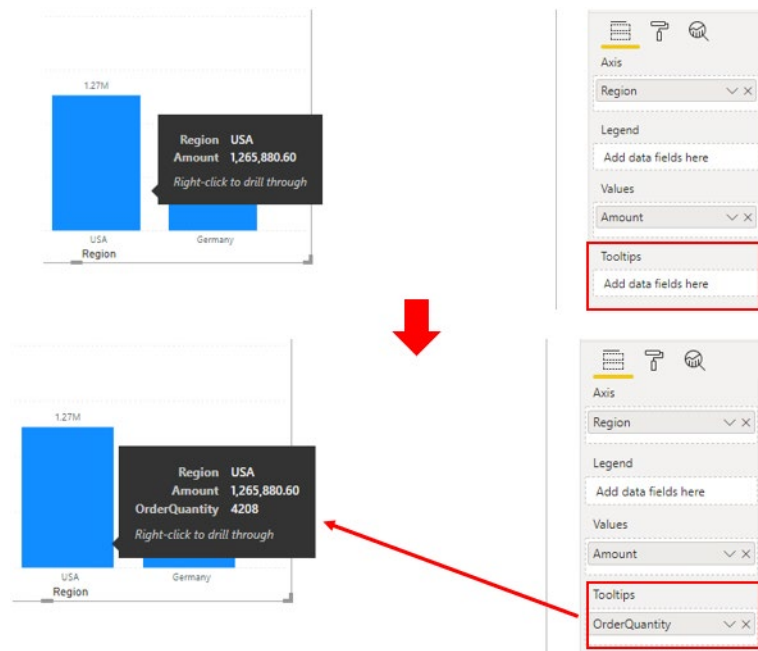 1.27M
Region USA
Amount 1,265,880.60
Right-click to drill through
USA
Germany
Region
Axis
Region
Legend
Add data fields here
Values
Amount
Tooltips
Add data fields here
1.27M
Region USA
Amount 1,265,880.60
OrderQuantity 4208
Right-click to drill through
USA
Germany
Region
Axis
Region
Legend
Add data fields here
Values
Amount
Tooltips
OrderQuantity